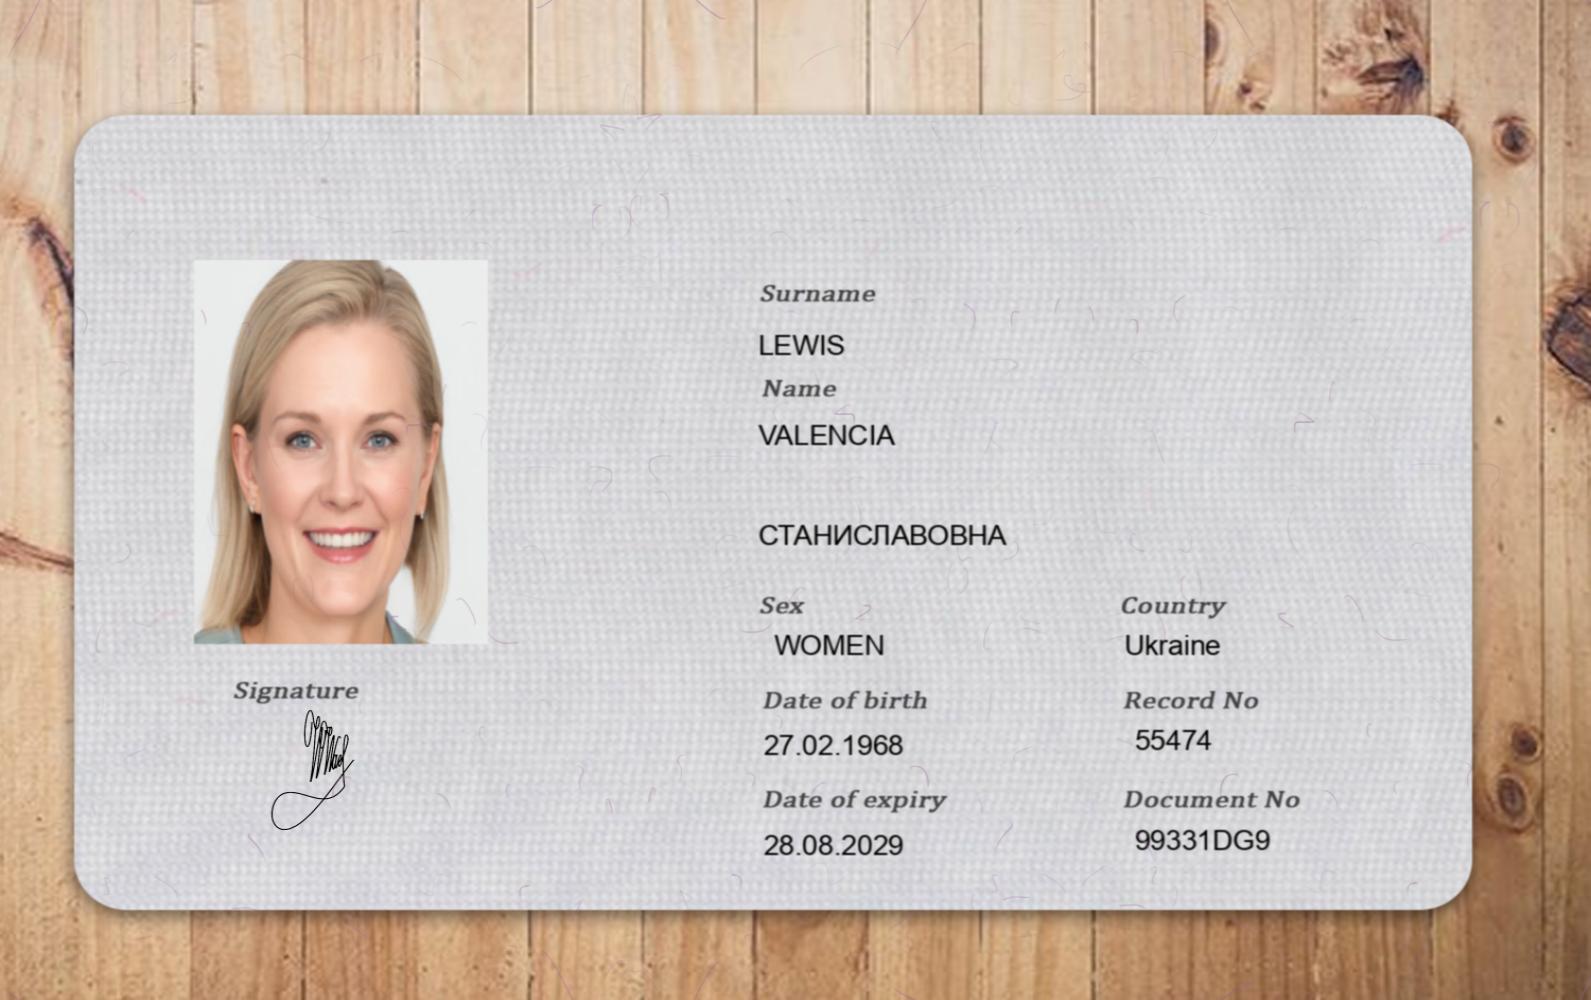 Surname
LEWIS
Name
VALENCIA
СТАНИСЛАВОВНА
Sex
WOMEN
Country
Ukraine
Date of birth
27.02.1968
Record No
55474
Date of expiry
28.08.2029
Document No
99331DG9
Signature